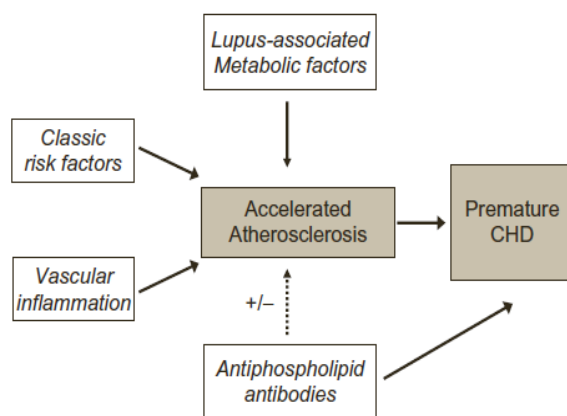 Lupus-associated
Metabolic factors
Classic
risk factors
Accelerated
Atherosclerosis
Premature
CHD
Vascular
inflammation
+/–
Antiphospholipid
antibodies